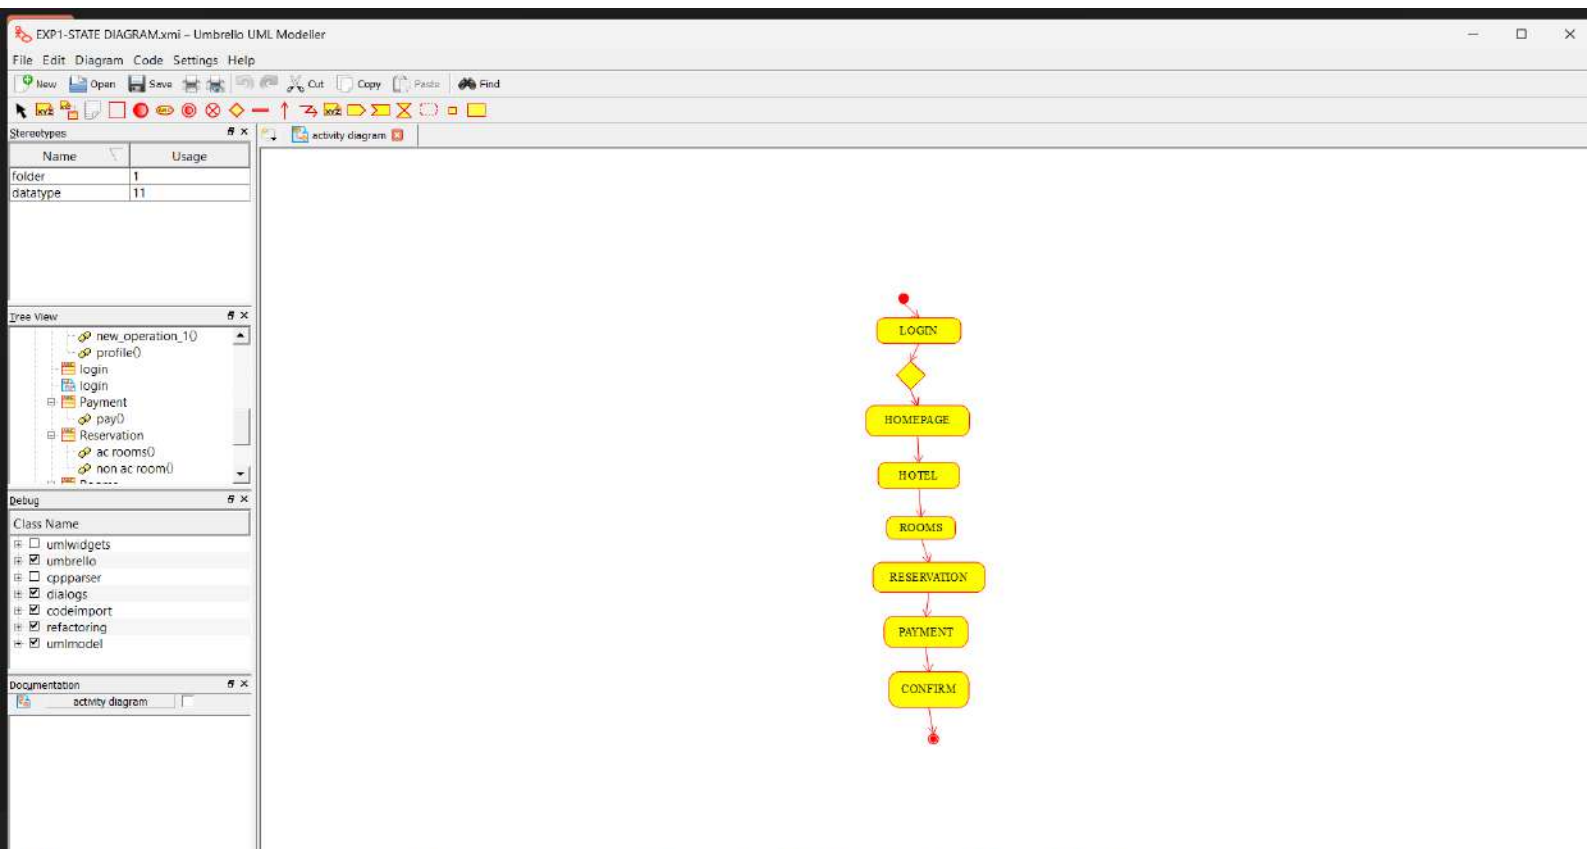 EXP1-STATE DIAGRAM.xmi – Umbrello UML Modeller
File Edit Diagram Code Settings Help
New Open Save Cut Copy Paste Find
Stereotypes
activity diagram
Name Usage
folder 1
datatype 11
Tree View
new_operation_1()
profile()
login
login
Payment
pay()
Reservation
ac rooms()
non ac room()
Debug
Class Name
umlwidgets
umbrello
cppparser
dialogs
codeimport
refactoring
umlmodel
Documentation
activity diagram
LOGIN
HOMEPAGE
HOTEL
ROOMS
RESERVATION
PAYMENT
CONFIRM